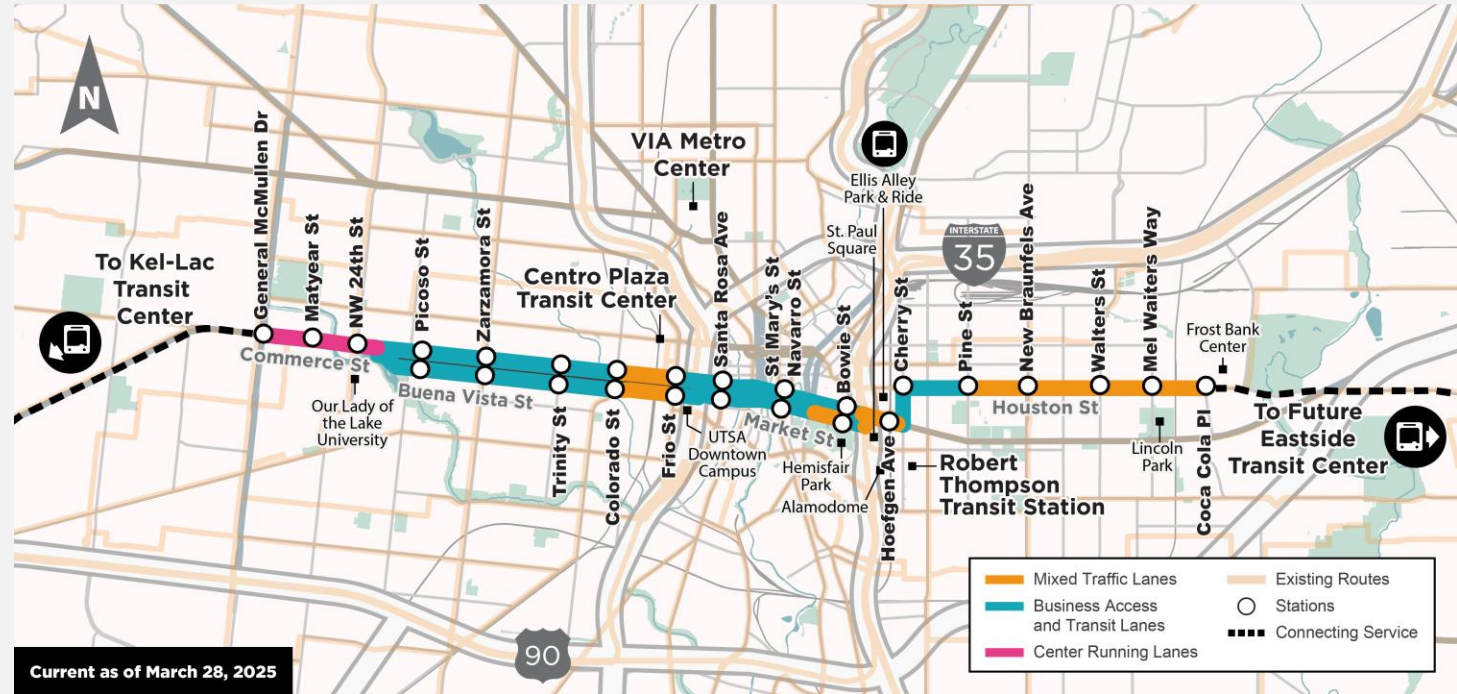 N
VIA Metro
Center
Ellis Alley
Park & Ride
St. Paul
Square
INTERSTATE
35
To Kel-Lac
Transit
Center
General McMullen Dr
Matyear St
NW 24th St
Picoso St
Zarzamora St
Centro Plaza
Transit Center
Santa Rosa Ave
St Mary's St
Navarro St
Bowie St
Cherry St
Pine St
New Braunfels Ave
Walters St
Mel Waiters Way
Frost Bank
Center
Commerce St
Buena Vista St
Market St
Houston St
Our Lady of
the Lake
University
Trinity St
Colorado St
Frio St
UTSA
Downtown
Campus
Hemisfair
Park
Alamodome
Hoefgen Ave
Robert
Thompson
Transit Station
Lincoln
Park
Coca Cola Pl
To Future
Eastside
Transit Center
Mixed Traffic Lanes
Business Access
and Transit Lanes
Center Running Lanes
Existing Routes
Stations
Connecting Service
90
Current as of March 28, 2025